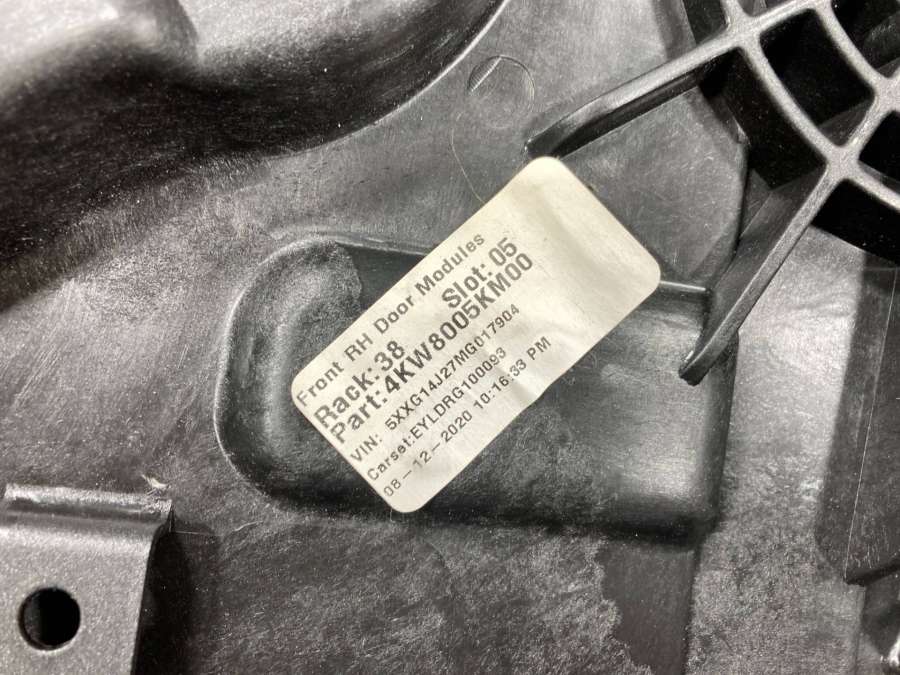 Front RH Door Modules
Rack:38 Slot:05
Part:4KW8005KM00
VIN: 5XXG14J27MG017904
Carset:EYLDRG100093
08-12-2020 10:16:33 PM